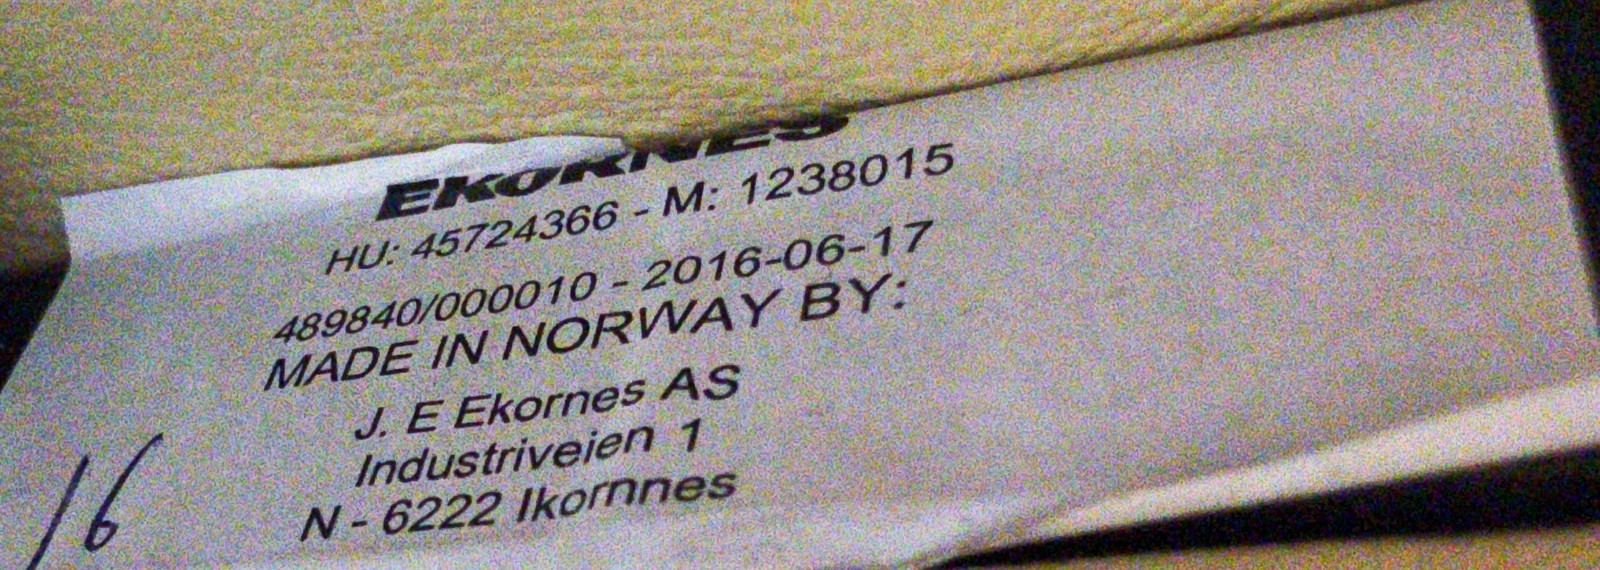 EKORNES
HU: 45724366 - M: 1238015
489840/000010 - 2016-06-17
MADE IN NORWAY BY:
J. E Ekornes AS
Industriveien 1
N - 6222 Ikornnes
16